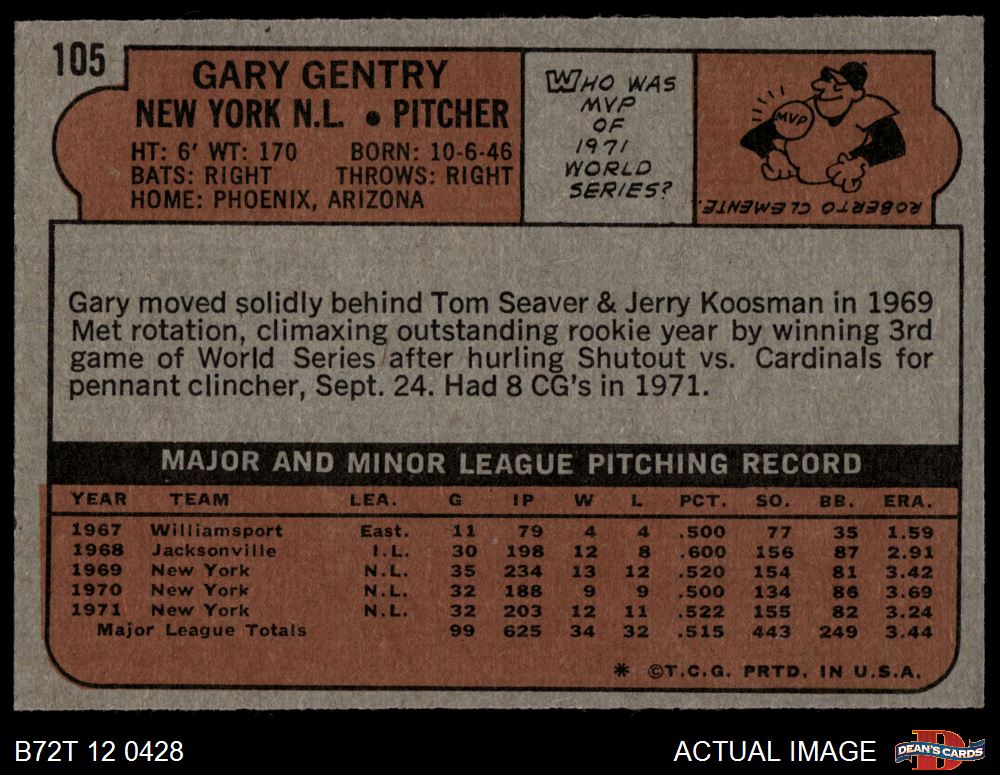 105
GARY GENTRY
NEW YORK N.L. • PITCHER
HT: 6' WT: 170 BORN: 10-6-46
BATS: RIGHT THROWS: RIGHT
HOME: PHOENIX, ARIZONA
WHO WAS
MVP
OF
1971
WORLD
SERIES?
MVP
ROBERTO CLEMENTE.
Gary moved solidly behind Tom Seaver & Jerry Koosman in 1969
Met rotation, climaxing outstanding rookie year by winning 3rd
game of World Series after hurling Shutout vs. Cardinals for
pennant clincher, Sept. 24. Had 8 CG's in 1971.
MAJOR AND MINOR LEAGUE PITCHING RECORD
YEAR TEAM LEA. G IP W L PCT. SO. BB. ERA.
1967 Williamsport East. 11 79 4 4 .500 77 35 1.59
1968 Jacksonville I.L. 30 198 12 8 .600 156 87 2.91
1969 New York N.L. 35 234 13 12 .520 154 81 3.42
1970 New York N.L. 32 188 9 9 .500 134 86 3.69
1971 New York N.L. 32 203 12 11 .522 155 82 3.24
Major League Totals 99 625 34 32 .515 443 249 3.44
* ©T.C.G. PRTD. IN U.S.A.
B72T 12 0428
ACTUAL IMAGE
DEAN'S CARDS